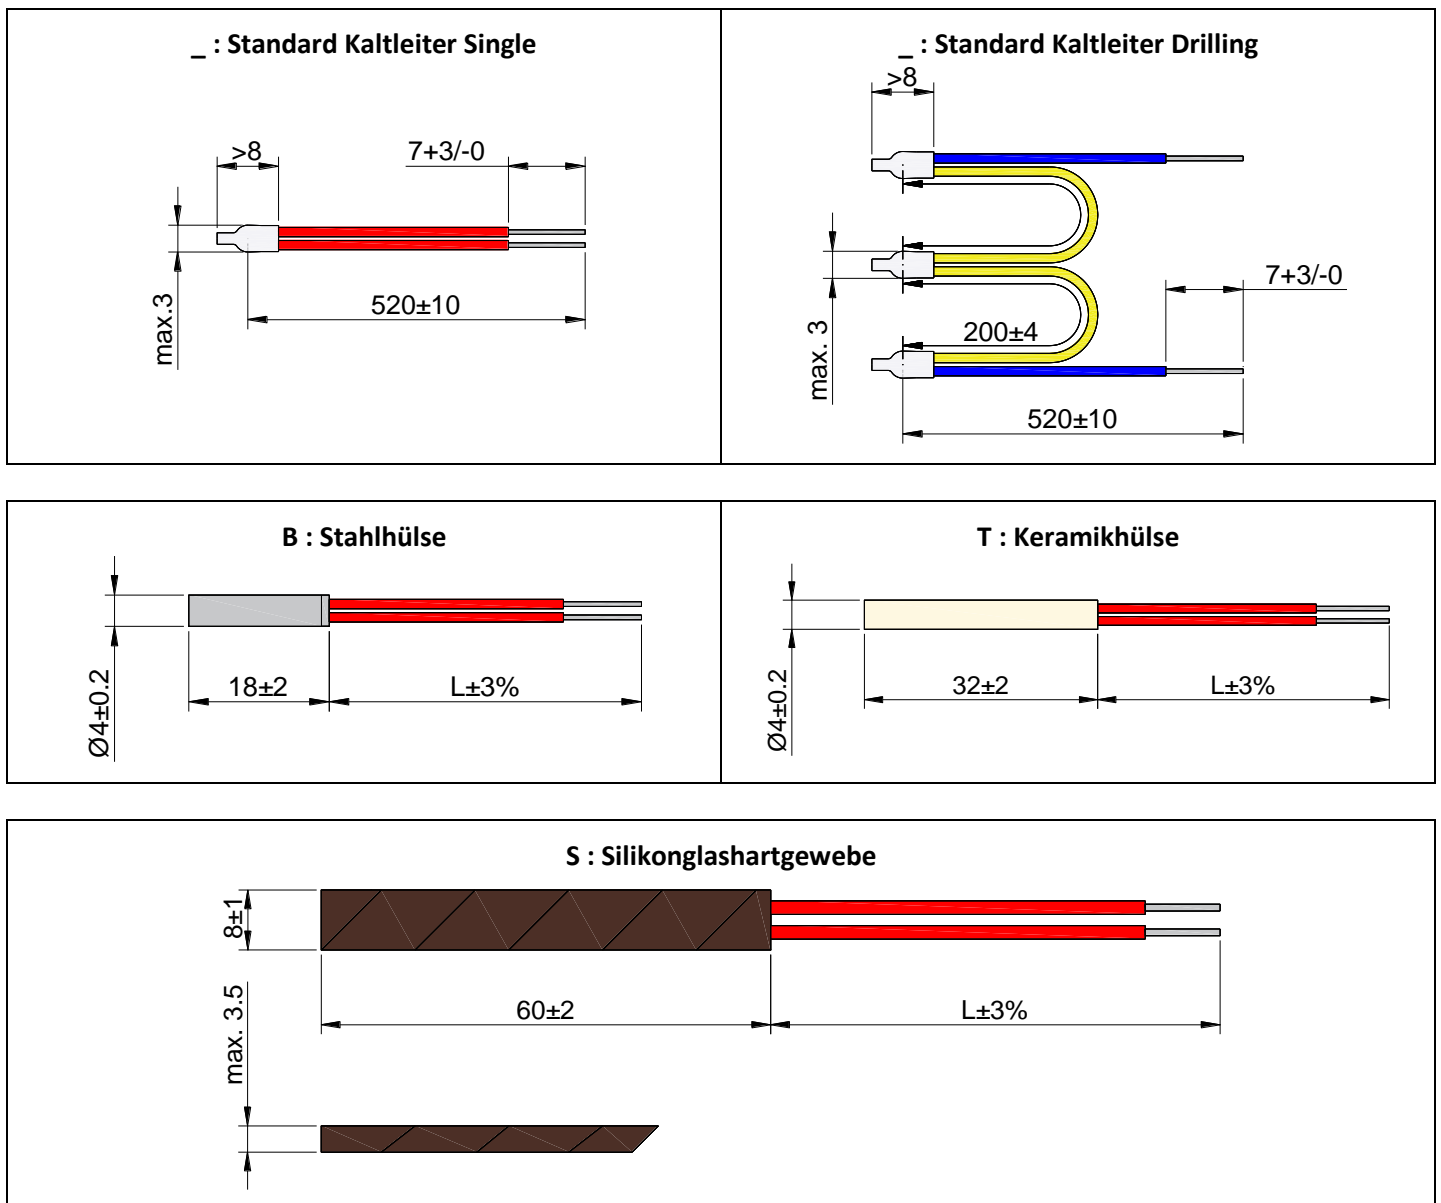 _ : Standard Kaltleiter Single
>8
7+3/-0
max.3
520±10
_ : Standard Kaltleiter Drilling
>8
7+3/-0
max. 3
200±4
520±10
B : Stahlhülse
Ø4±0.2
18±2
L±3%
T : Keramikhülse
Ø4±0.2
32±2
L±3%
S : Silikonglashartgewebe
8±1
60±2
L±3%
max. 3.5